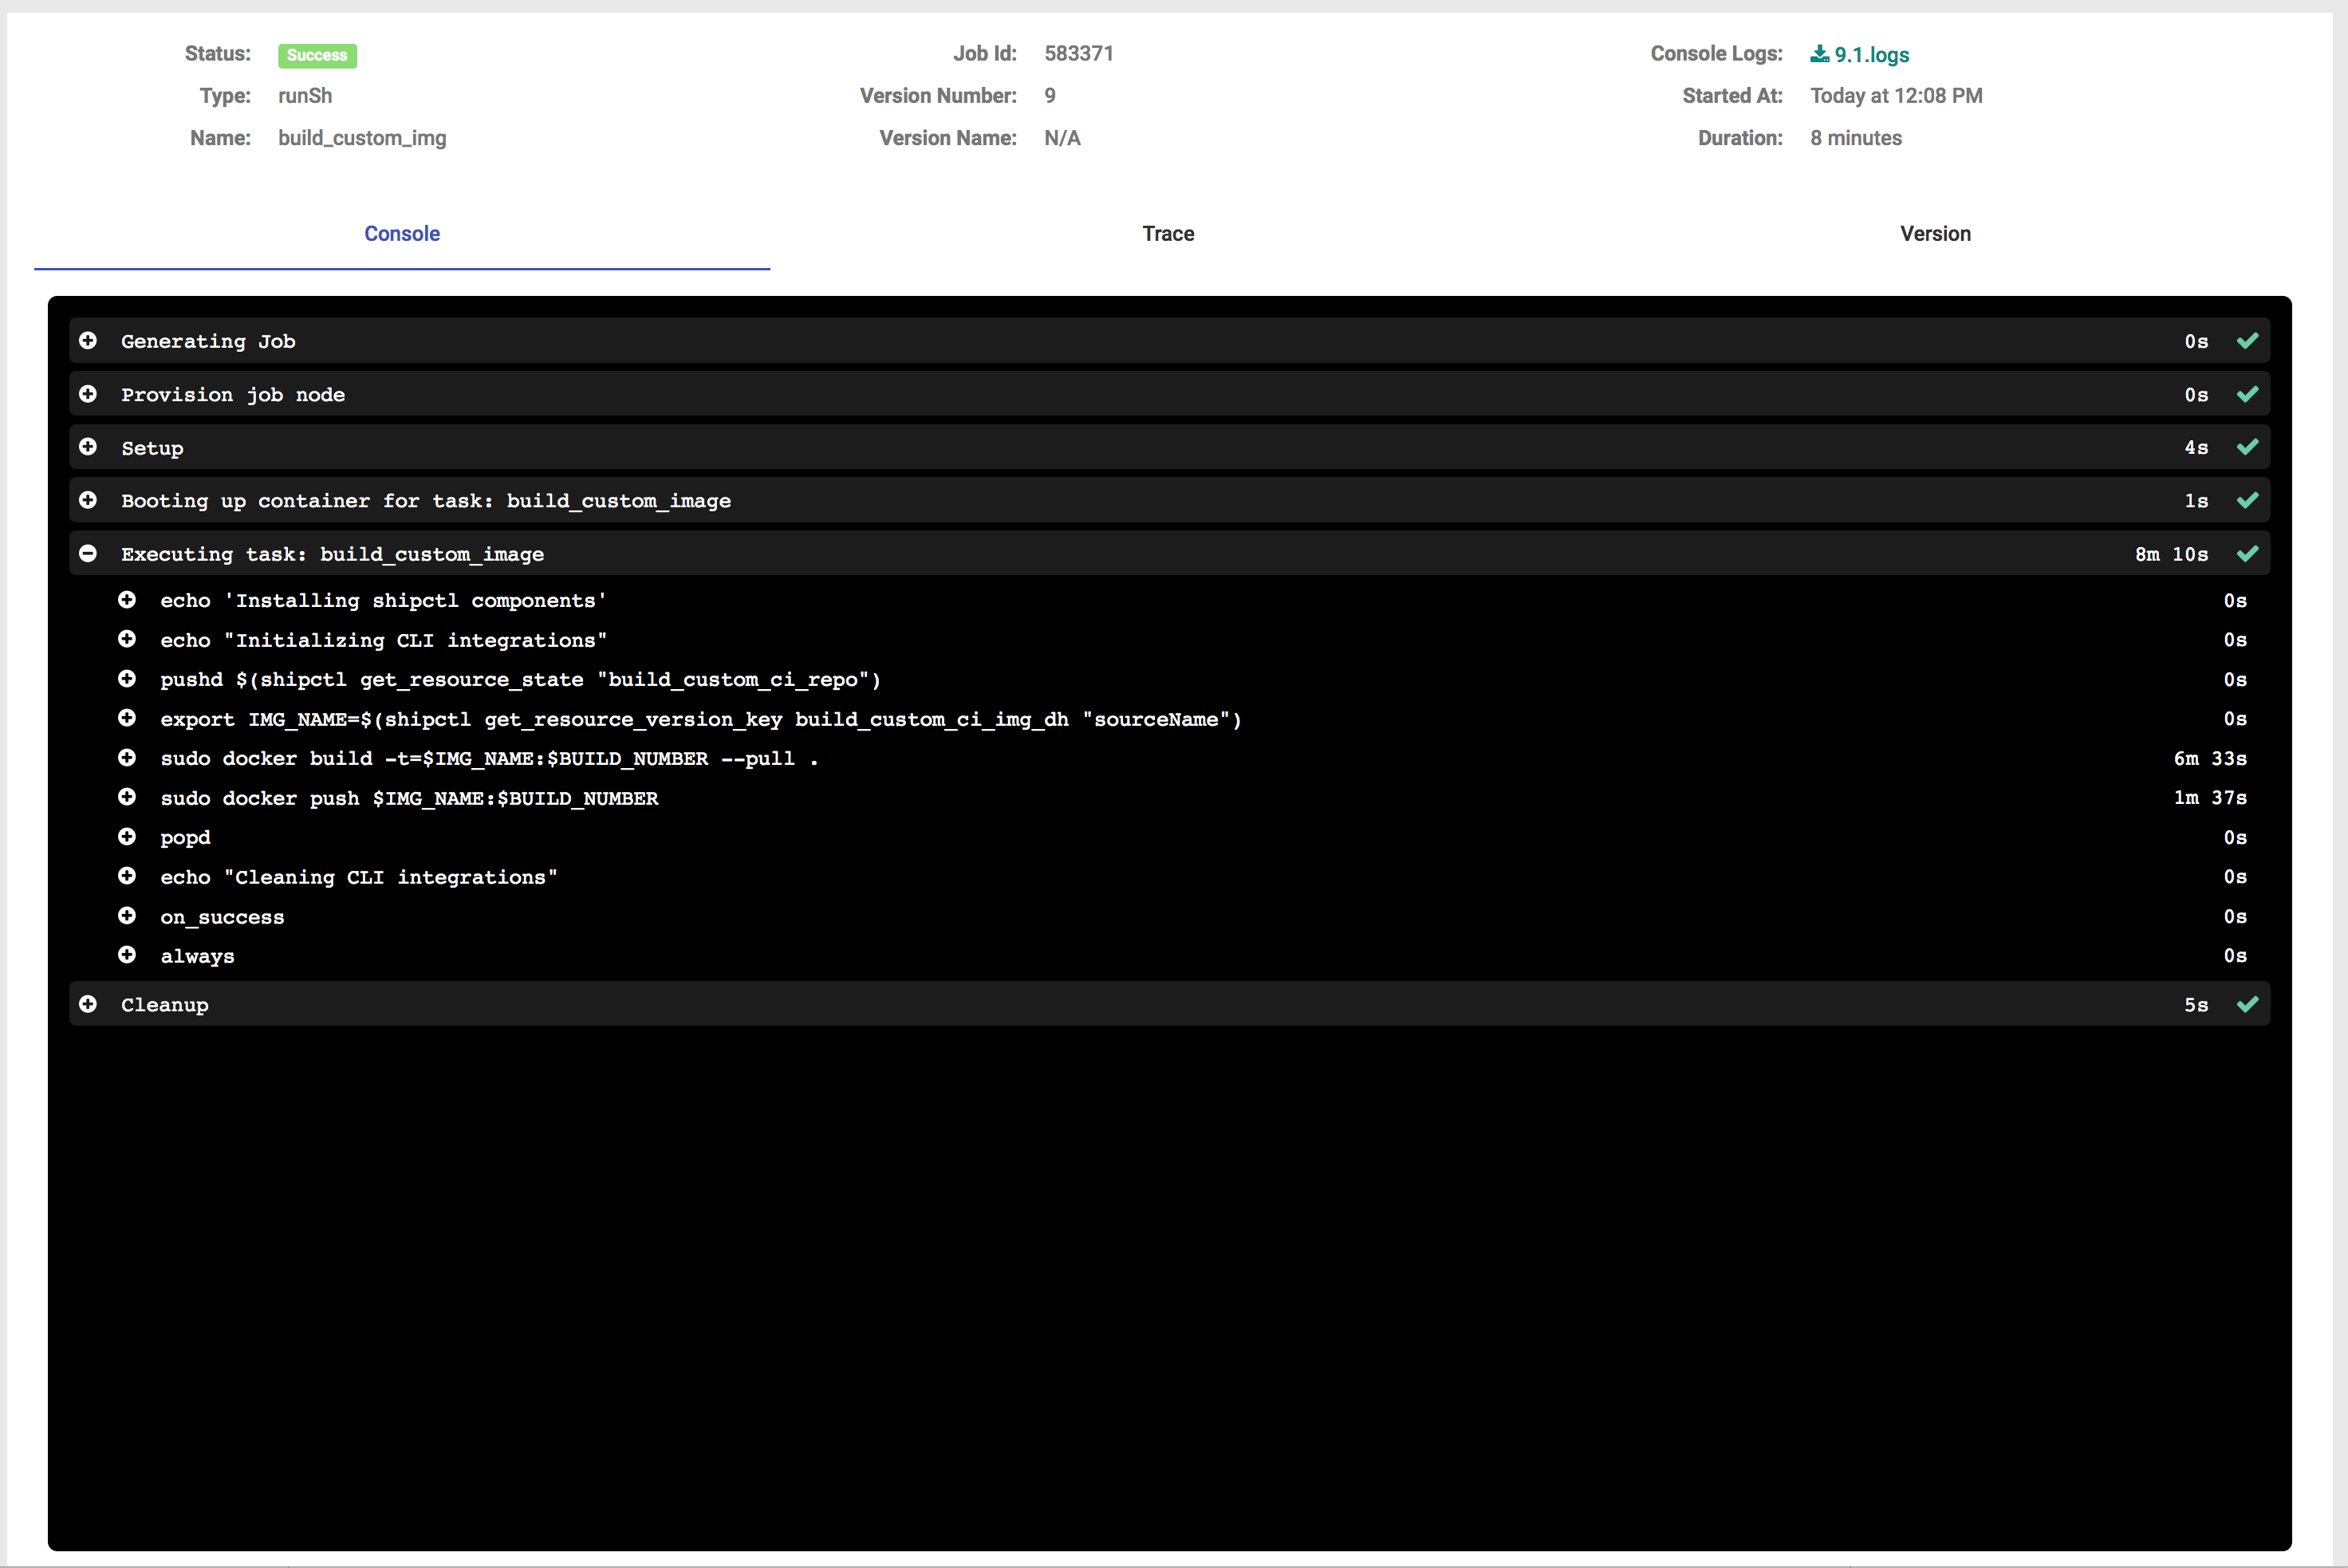 Status: Success Job Id: 583371 Console Logs: 9.1.logs
Type: runSh Version Number: 9 Started At: Today at 12:08 PM
Name: build_custom_img Version Name: N/A Duration: 8 minutes
Console Trace Version
Generating Job 0s
Provision job node 0s
Setup 4s
Booting up container for task: build_custom_image 1s
Executing task: build_custom_image 8m 10s
echo 'Installing shipctl components' 0s
echo "Initializing CLI integrations" 0s
pushd $(shipctl get_resource_state "build_custom_ci_repo") 0s
export IMG_NAME=$(shipctl get_resource_version_key build_custom_ci_img_dh "sourceName") 0s
sudo docker build -t=$IMG_NAME:$BUILD_NUMBER --pull . 6m 33s
sudo docker push $IMG_NAME:$BUILD_NUMBER 1m 37s
popd 0s
echo "Cleaning CLI integrations" 0s
on_success 0s
always 0s
Cleanup 5s